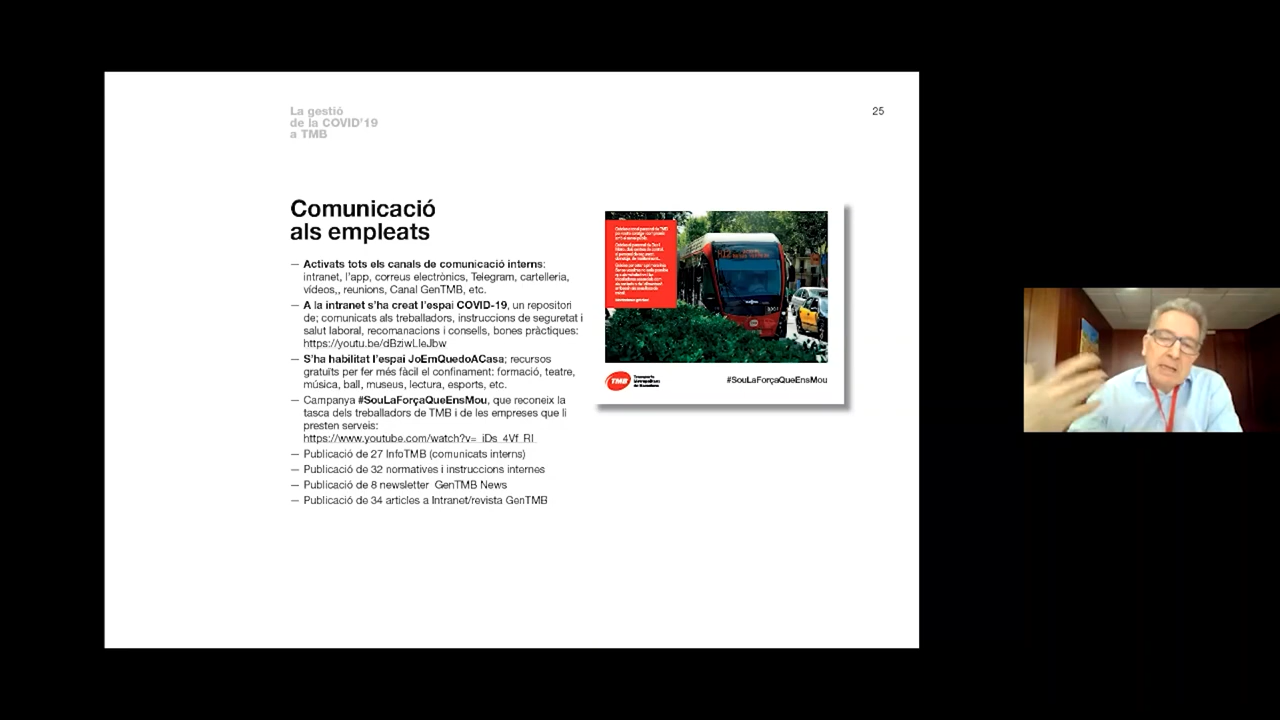 La gestió
de la COVID'19
a TMB
25
Comunicació
als empleats
— Activats tots els canals de comunicació interns:
intranet, l'app, correus electrònics, Telegram, cartelleria,
vídeos,, reunions, Canal GenTMB, etc.
— A la intranet s'ha creat l'espai COVID-19, un repositori
de; comunicats als treballadors, instruccions de seguretat i
salut laboral, recomanacions i consells, bones pràctiques:
https://youtu.be/dBziwLleJbw
— S'ha habilitat l'espai JoEmQuedoACasa; recursos
gratuïts per fer més fàcil el confinament: formació, teatre,
música, ball, museus, lectura, esports, etc.
— Campanya #SouLaForçaQueEnsMou, que reconeix la
tasca dels treballadors de TMB i de les empreses que li
presten serveis:
https://www.youtube.com/watch?v=_iDs_4Vf_RI
— Publicació de 27 InfoTMB (comunicats interns)
— Publicació de 32 normatives i instruccions internes
— Publicació de 8 newsletter GenTMB News
— Publicació de 34 articles a Intranet/revista GenTMB
TMB
Transports
Metropolitans
de Barcelona
#SouLaForçaQueEnsMou